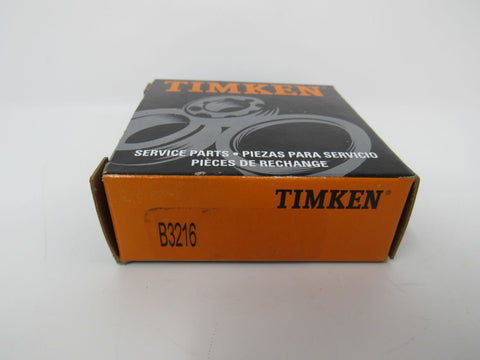 TIMKEN
SERVICE PARTS • PIEZAS PARA SERVICIO
PIÈCES DE RECHANGE
TIMKEN®
B3216